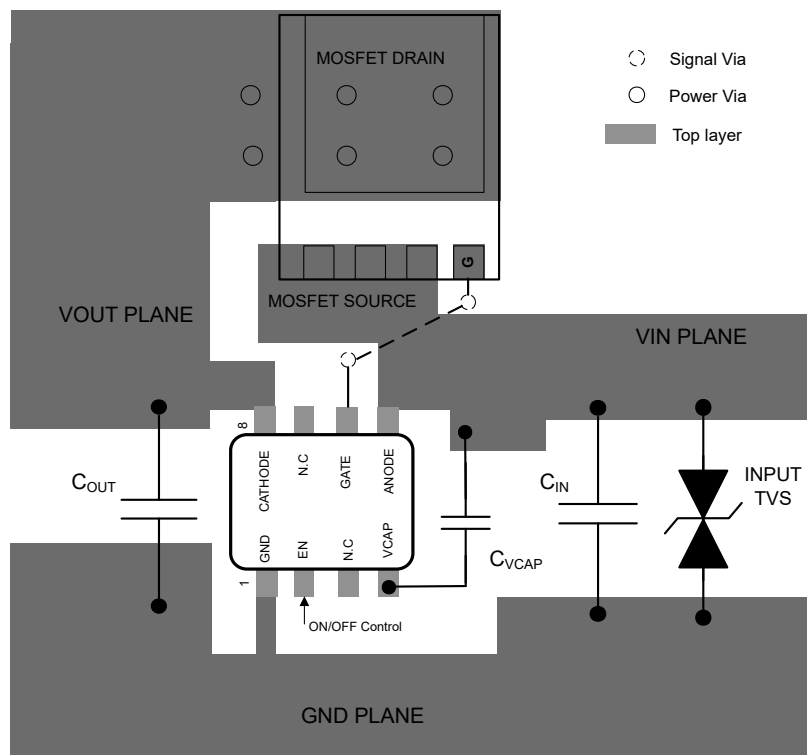 MOSFET DRAIN
Signal Via
Power Via
Top layer
G
MOSFET SOURCE
VOUT PLANE
VIN PLANE
8
CATHODE
N.C
GATE
ANODE
COUT
CIN
INPUT
TVS
GND
EN
N.C
VCAP
CVCAP
1
ON/OFF Control
GND PLANE